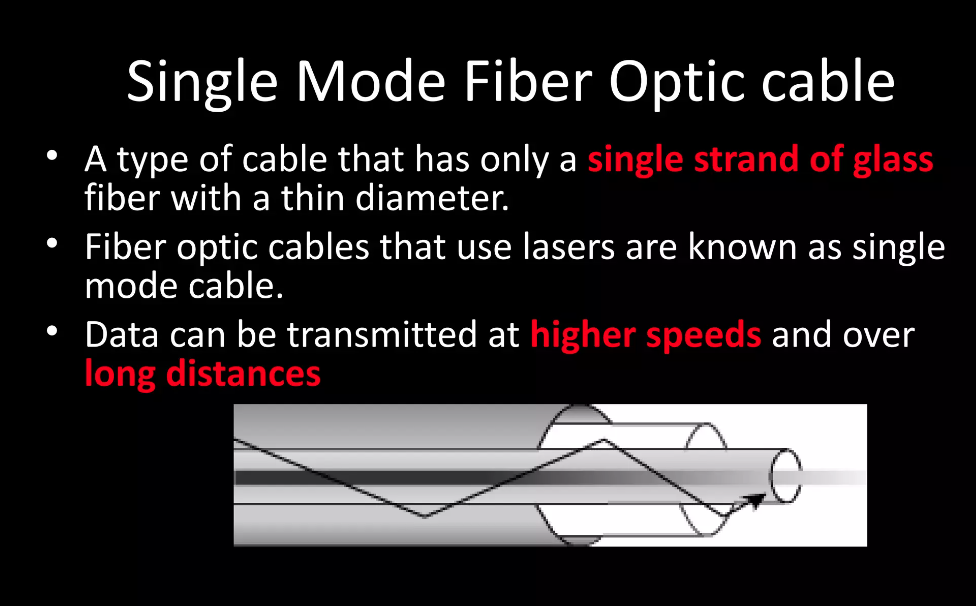 Single Mode Fiber Optic cable
• A type of cable that has only a single strand of glass
fiber with a thin diameter.
• Fiber optic cables that use lasers are known as single
mode cable.
• Data can be transmitted at higher speeds and over
long distances